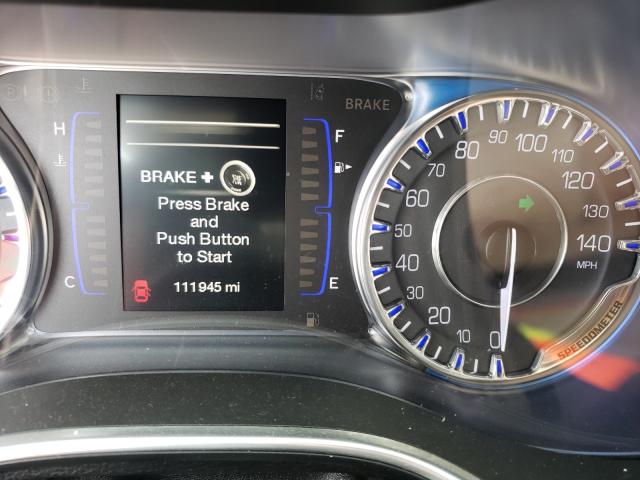 H
C
BRAKE +
Press Brake
and
Push Button
to Start
111945 mi
BRAKE
F
E
0
10
20
30
40
50
60
70
80
90
100
110
120
130
140
MPH
SPEEDOMETER